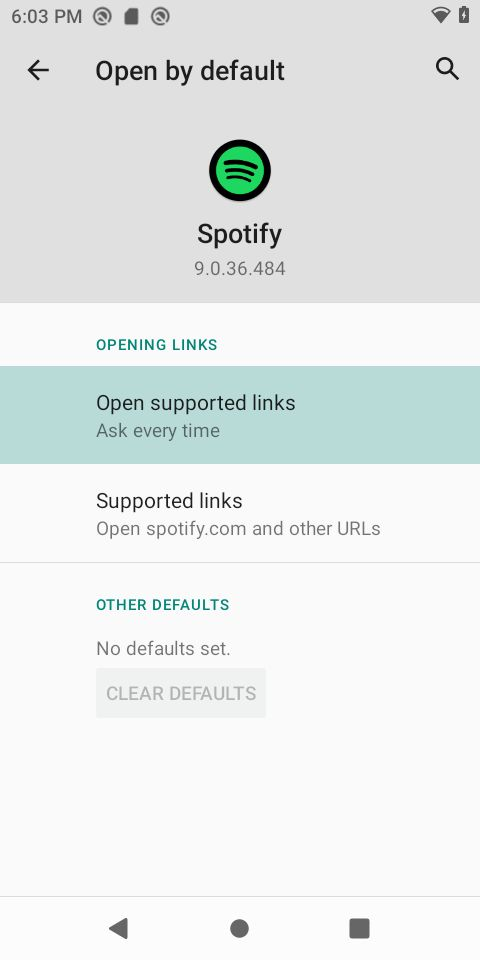 6:03 PM
Open by default
Spotify
9.0.36.484
OPENING LINKS
Open supported links
Ask every time
Supported links
Open spotify.com and other URLs
OTHER DEFAULTS
No defaults set.
CLEAR DEFAULTS